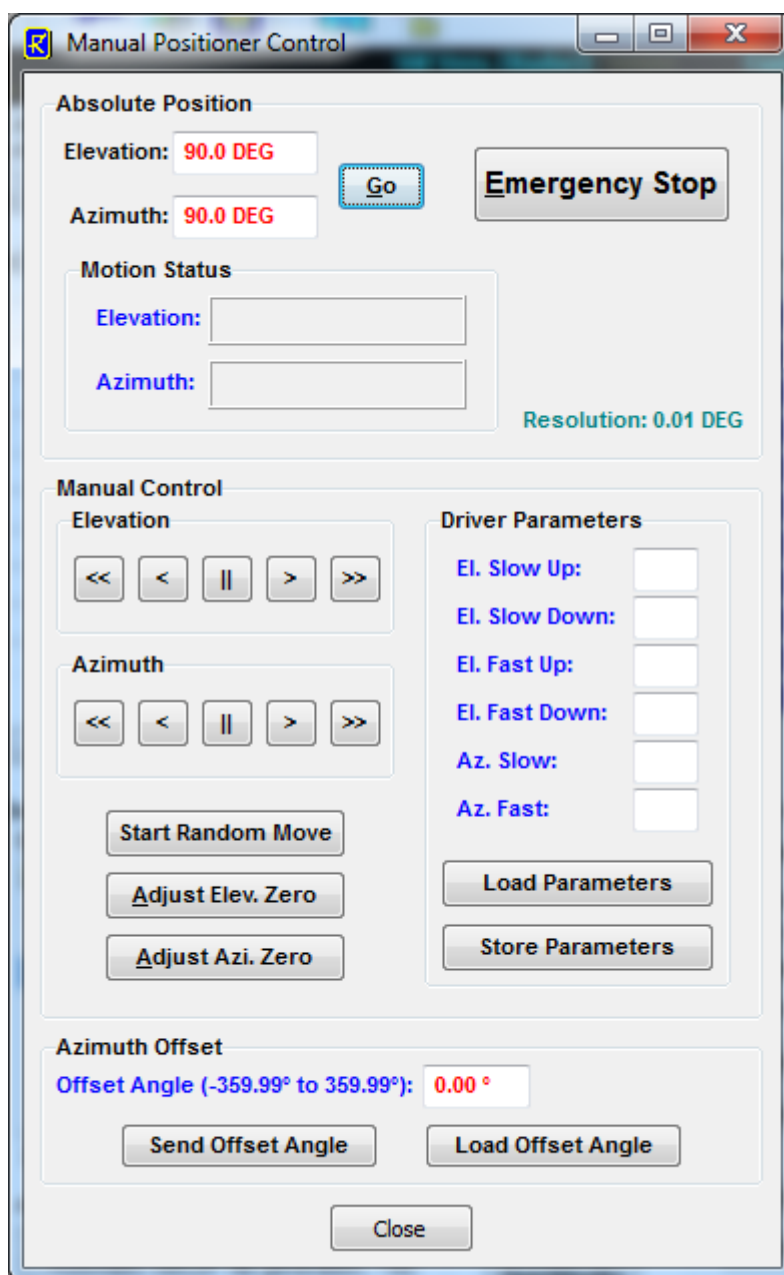 Manual Positioner Control
Absolute Position
Elevation: 90.0 DEG
Go
Emergency Stop
Azimuth: 90.0 DEG
Motion Status
Elevation:
Azimuth:
Resolution: 0.01 DEG
Manual Control
Elevation
<< < || > >>
Azimuth
<< < || > >>
Start Random Move
Adjust Elev. Zero
Adjust Azi. Zero
Driver Parameters
El. Slow Up:
El. Slow Down:
El. Fast Up:
El. Fast Down:
Az. Slow:
Az. Fast:
Load Parameters
Store Parameters
Azimuth Offset
Offset Angle (-359.99° to 359.99°): 0.00 °
Send Offset Angle Load Offset Angle
Close